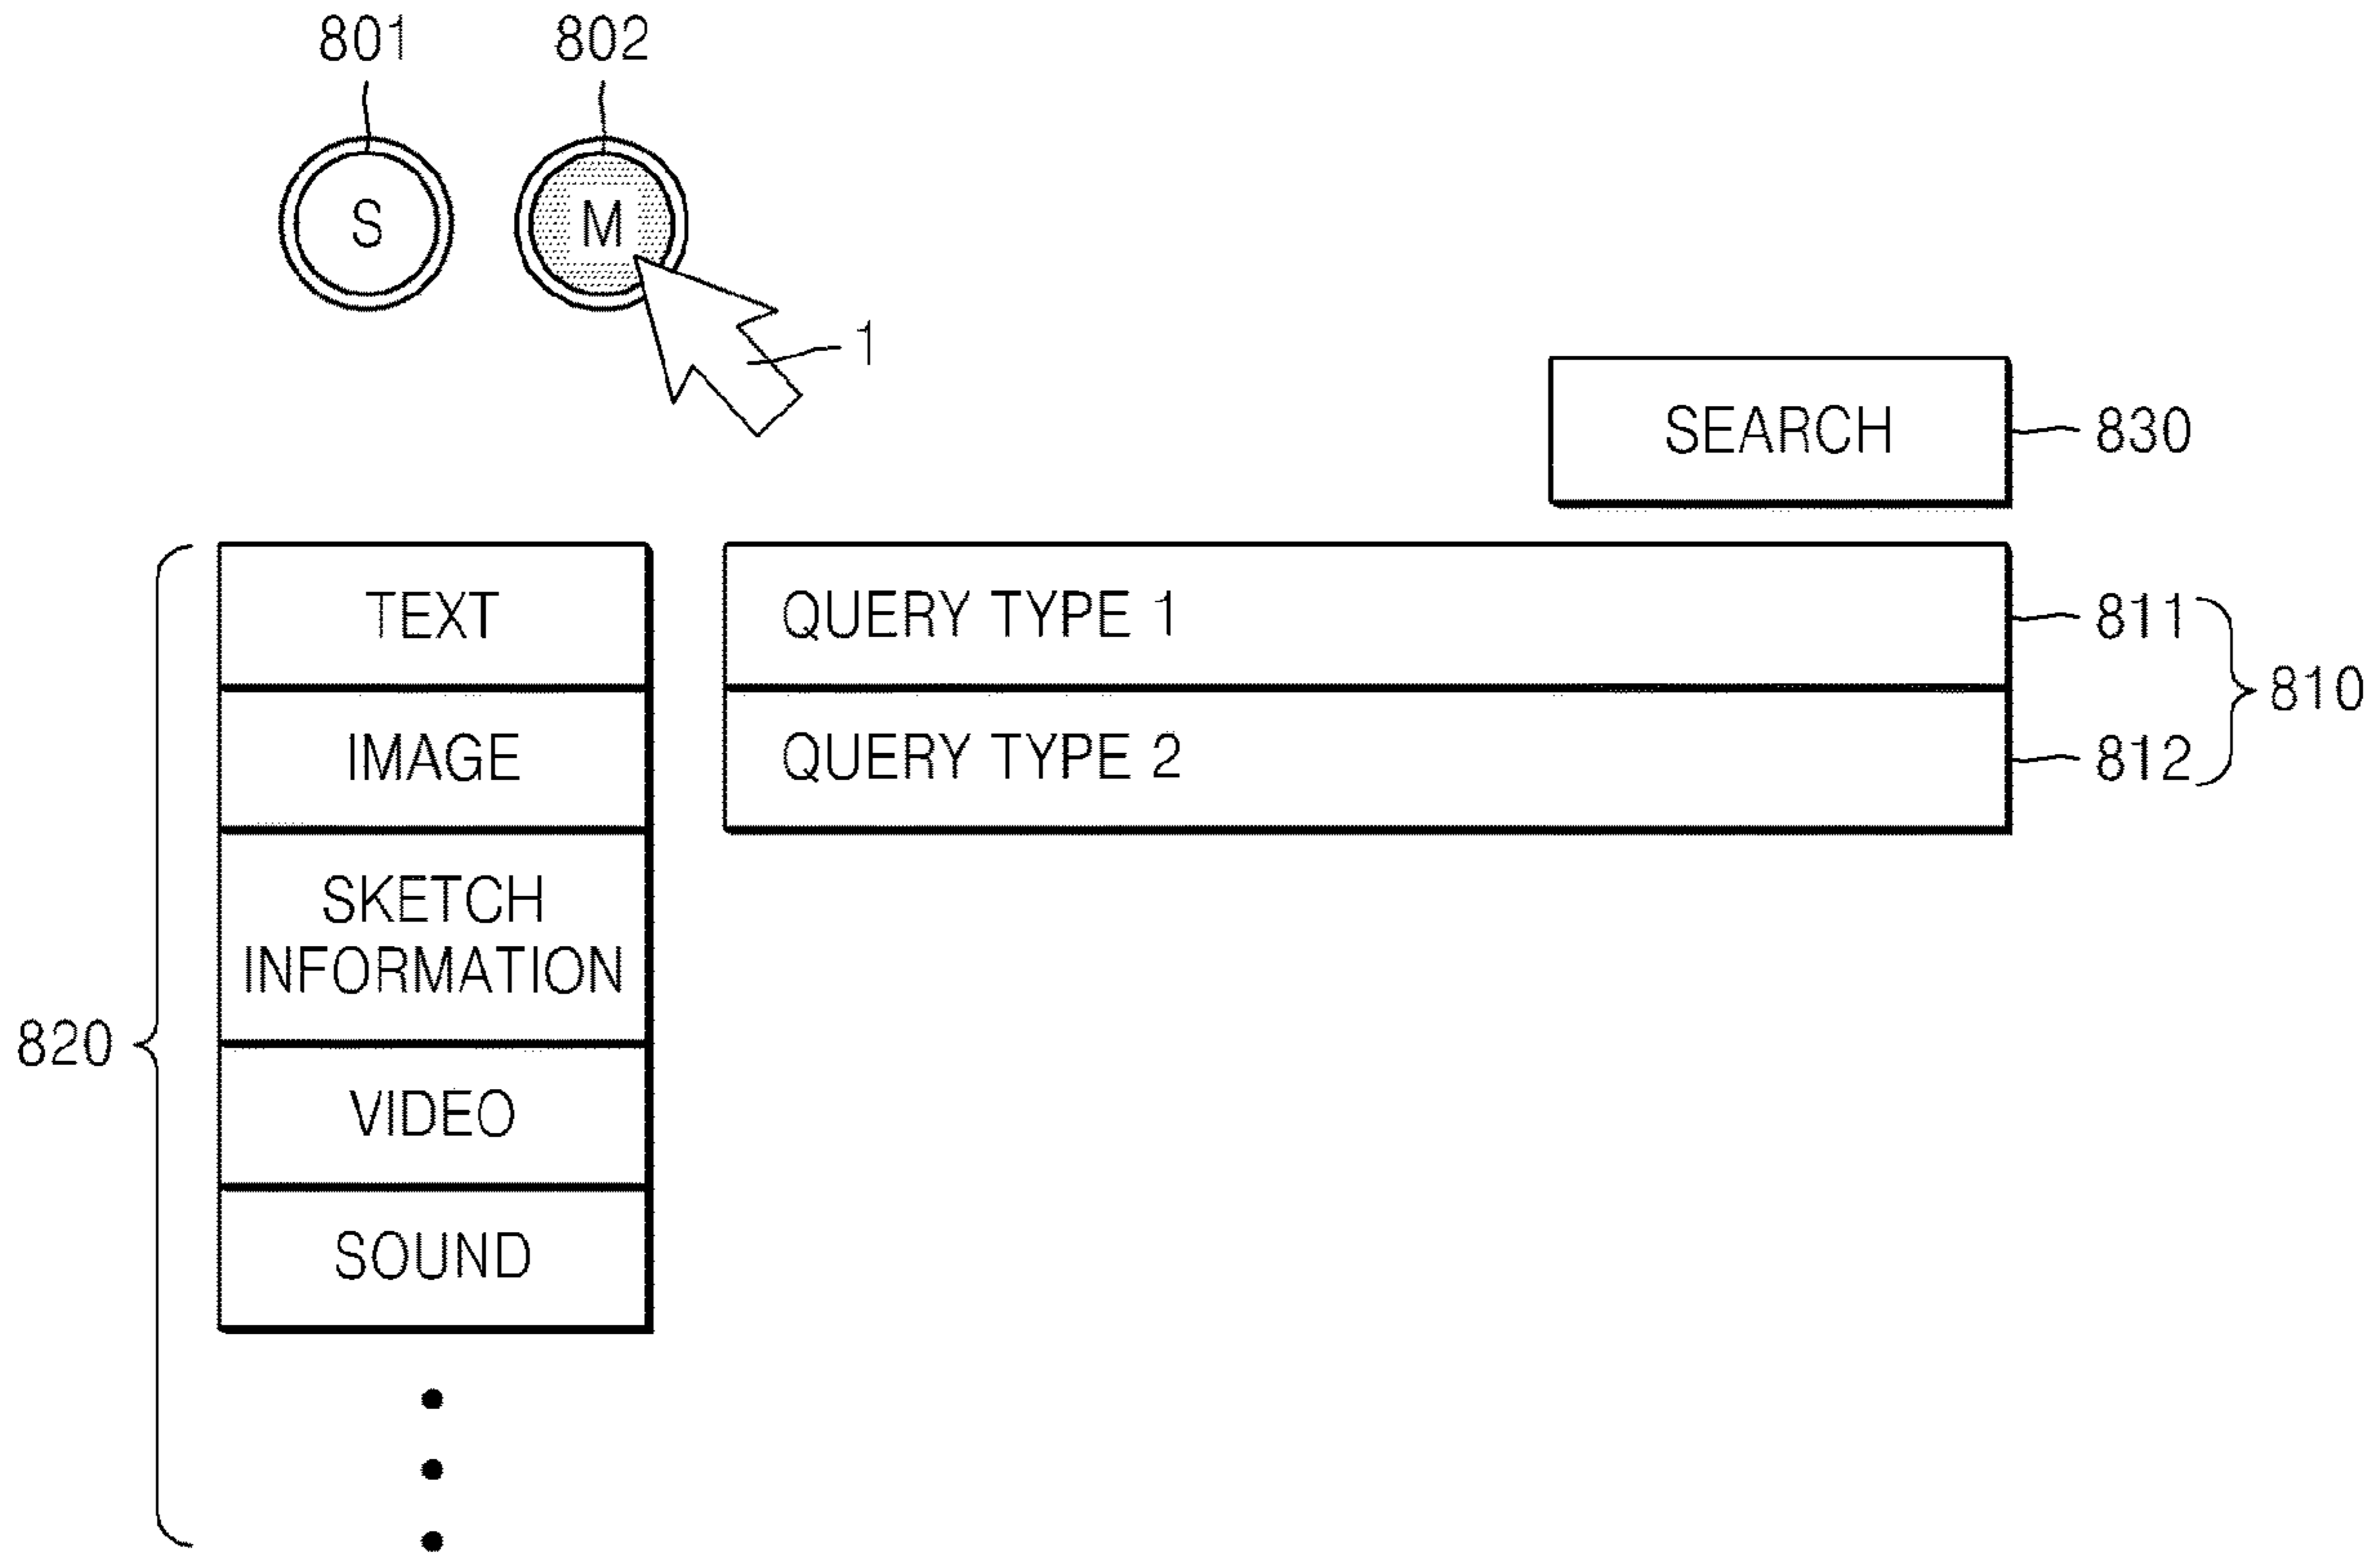 801 802
S M
1
SEARCH 830
TEXT QUERY TYPE 1 811
810
IMAGE QUERY TYPE 2 812
SKETCH
INFORMATION
820
VIDEO
SOUND